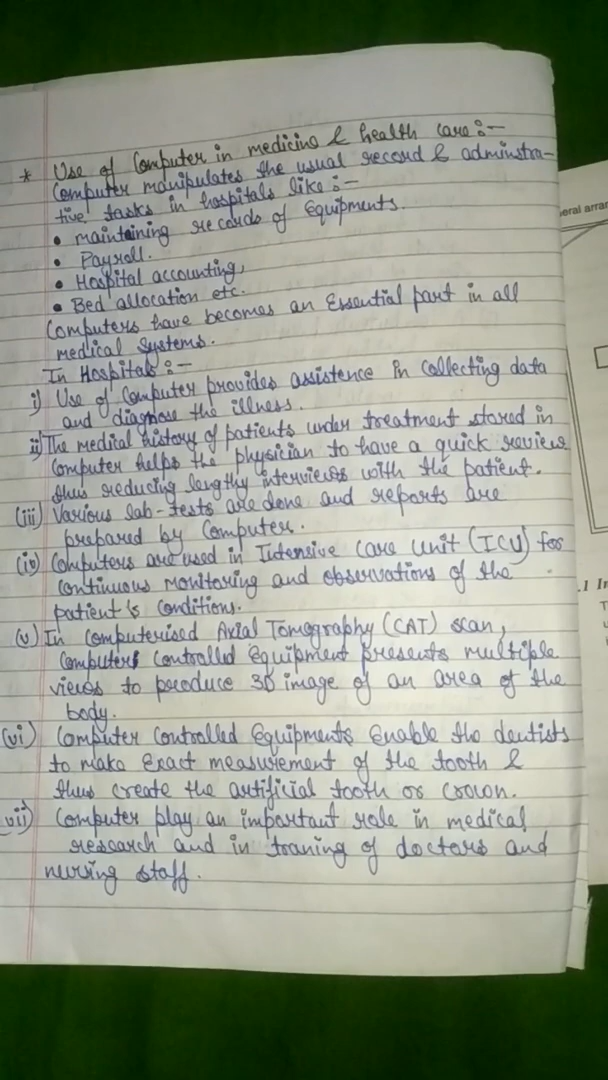 * Use of Computer in medicine & health care :-
Computer manipulates the usual record & adminstra-
tive tasks in hospitals like :-
• maintaining records of Equipments.
• Payroll.
• Hospital accounting,
• Bed allocation etc.
Computers have becomes an Essential part in all
medical systems.
In Hospitals :-
i) Use of Computer provides assistence in Collecting data
and diagnose the illness.
ii) The medical history of patients under treatment stored in
Computer helps the physician to have a quick review
thus reducing lengthy interviews with the patient.
(iii) Various lab-tests are done and reports are
prepared by Computer.
(iv) Computers are used in Intensive Care Unit (ICU) for
Continuous Monitoring and observations of the
patient's Conditions.
(v) In Computerised Axial Tomography (CAT) scan,
Computers Controlled Equipment presents multiple
views to produce 3D image of an area of the
body.
(vi) Computer Controlled Equipments Enable the dentists
to make Exact measurement of the tooth &
thus create the artificial tooth or crown.
(vii) Computer play an important role in medical
research and in traning of doctors and
nursing staff.
eral arran
.1 In